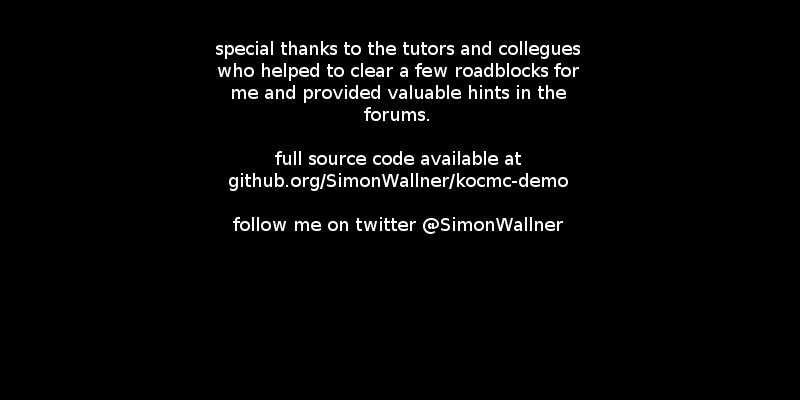 special thanks to the tutors and collegues
who helped to clear a few roadblocks for
me and provided valuable hints in the
forums.
full source code available at
github.org/SimonWallner/kocmc-demo
follow me on twitter @SimonWallner